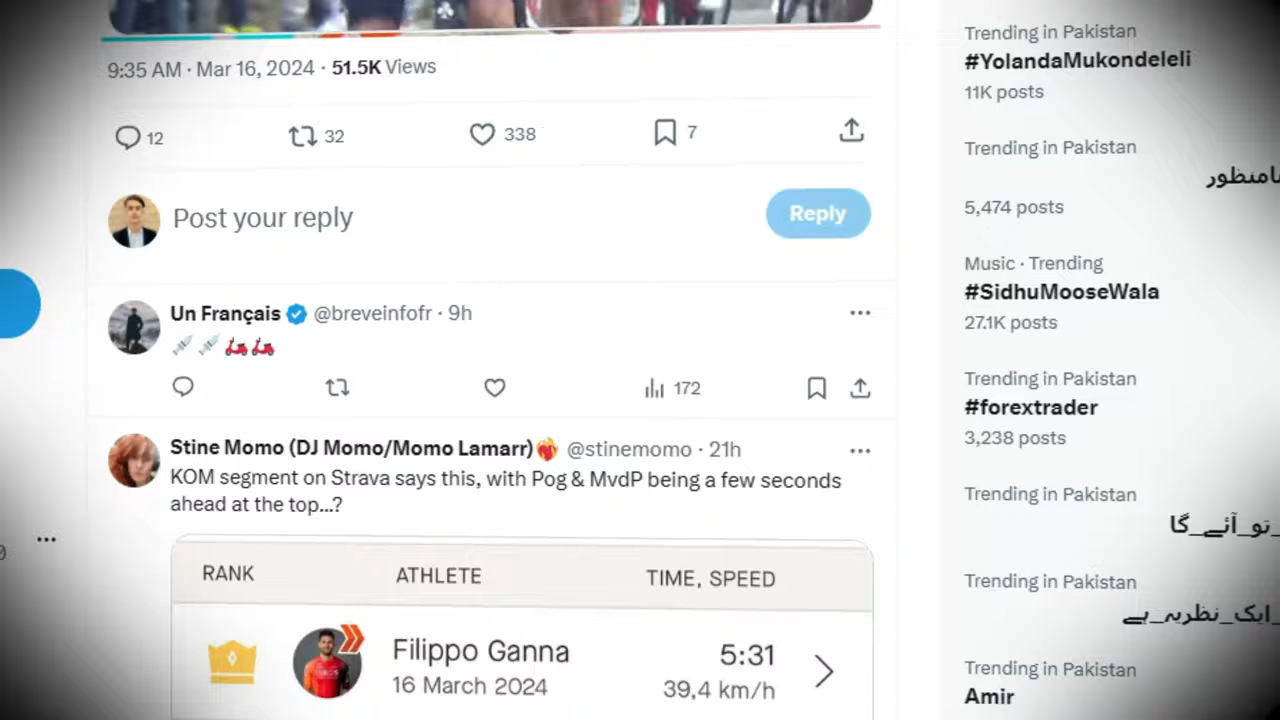 9:35 AM · Mar 16, 2024 · 51.5K Views
12
32
338
7
Post your reply
Reply
Un Français @breveinfofr · 9h
💉💉🛵🛵
172
Stine Momo (DJ Momo/Momo Lamarr)❤️‍🔥 @stinemomo · 21h
KOM segment on Strava says this, with Pog & MvdP being a few seconds
ahead at the top...?
RANK
ATHLETE
TIME, SPEED
Filippo Ganna
5:31
16 March 2024
39,4 km/h
Trending in Pakistan
#YolandaMukondeleli
11K posts
Trending in Pakistan
5,474 posts
Music · Trending
#SidhuMooseWala
27.1K posts
Trending in Pakistan
#forextrader
3,238 posts
Trending in Pakistan
تو_آئے_گا_
Trending in Pakistan
ایک_نظریہ_ہے_
Trending in Pakistan
Amir